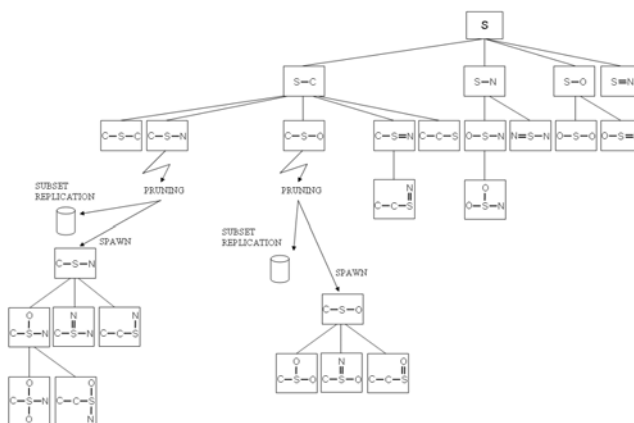 S
S-C
S-N
S-O
S=N
C-S-C
C-S-N
C-S-O
C-S=N
C-C-S
O-S-N
N=S-N
O-S-O
O-S=
PRUNING
PRUNING
N
C-C-S
O
O-S-N
SUBSET
REPLICATION
SPAWN
SUBSET
REPLICATION
SPAWN
C-S-N
C-S-O
O
C-S-N
N
C-S-N
N
C-C-S
O
C-S-O
N
C-S-O
O
C-C-S
O
C-S-N
O
O
C-C-S
N